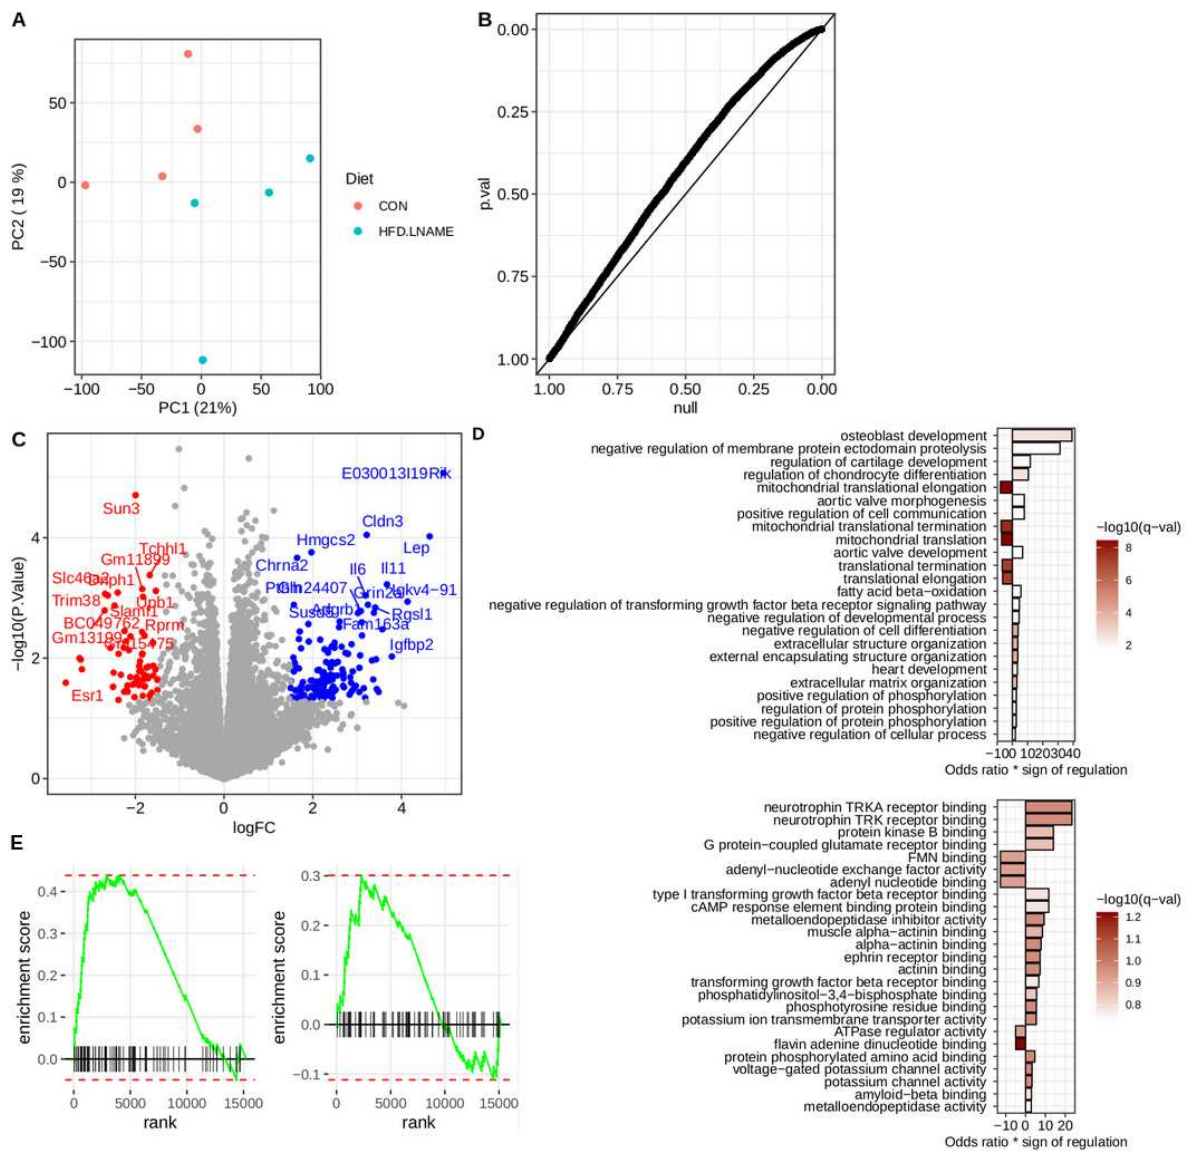 A
50
0
−50
−100
PC2 ( 19 %)
−100 −50 0 50 100
PC1 (21%)
Diet
CON
HFD.LNAME
B
0.00
0.25
0.50
0.75
1.00
p.val
1.00 0.75 0.50 0.25 0.00
null
C
E030013I19Rik
Sun3
Cldn3
Lep
Tchhl1
Hmgcs2
Gm11899
Chrna2
Il6 Il11
Trim38
Slamf1
BC049762 Rprm
Rgsl1
Fam163a
Igfbp2
Igkv4−91
Esr1
4
2
0
−log10(P.Value)
−2 0 2 4
logFC
D
osteoblast development
negative regulation of membrane protein ectodomain proteolysis
regulation of cartilage development
regulation of chondrocyte differentiation
mitochondrial translational elongation
aortic valve morphogenesis
positive regulation of cell communication
mitochondrial translational termination
mitochondrial translation
aortic valve development
translational termination
translational elongation
fatty acid beta−oxidation
negative regulation of transforming growth factor beta receptor signaling pathway
negative regulation of developmental process
negative regulation of cell differentiation
extracellular structure organization
external encapsulating structure organization
heart development
extracellular matrix organization
positive regulation of phosphorylation
regulation of protein phosphorylation
positive regulation of protein phosphorylation
negative regulation of cellular process
−100 10203040
Odds ratio * sign of regulation
−log10(q−val)
8
6
4
2
neurotrophin TRKA receptor binding
neurotrophin TRK receptor binding
protein kinase B binding
G protein−coupled glutamate receptor binding
FMN binding
adenyl−nucleotide exchange factor activity
adenyl nucleotide binding
type I transforming growth factor beta receptor binding
cAMP response element binding protein binding
metalloendopeptidase inhibitor activity
muscle alpha−actinin binding
alpha−actinin binding
ephrin receptor binding
actinin binding
transforming growth factor beta receptor binding
phosphatidylinositol−3,4−bisphosphate binding
phosphotyrosine residue binding
potassium ion transmembrane transporter activity
ATPase regulator activity
flavin adenine dinucleotide binding
protein phosphorylated amino acid binding
voltage−gated potassium channel activity
potassium channel activity
amyloid−beta binding
metalloendopeptidase activity
−10 0 10 20
Odds ratio * sign of regulation
−log10(q−val)
1.2
1.1
1.0
0.9
0.8
E
0.4
0.3
0.2
0.1
0.0
enrichment score
0 5000 10000 15000
rank
0.3
0.2
0.1
0.0
−0.1
enrichment score
0 5000 10000 15000
rank